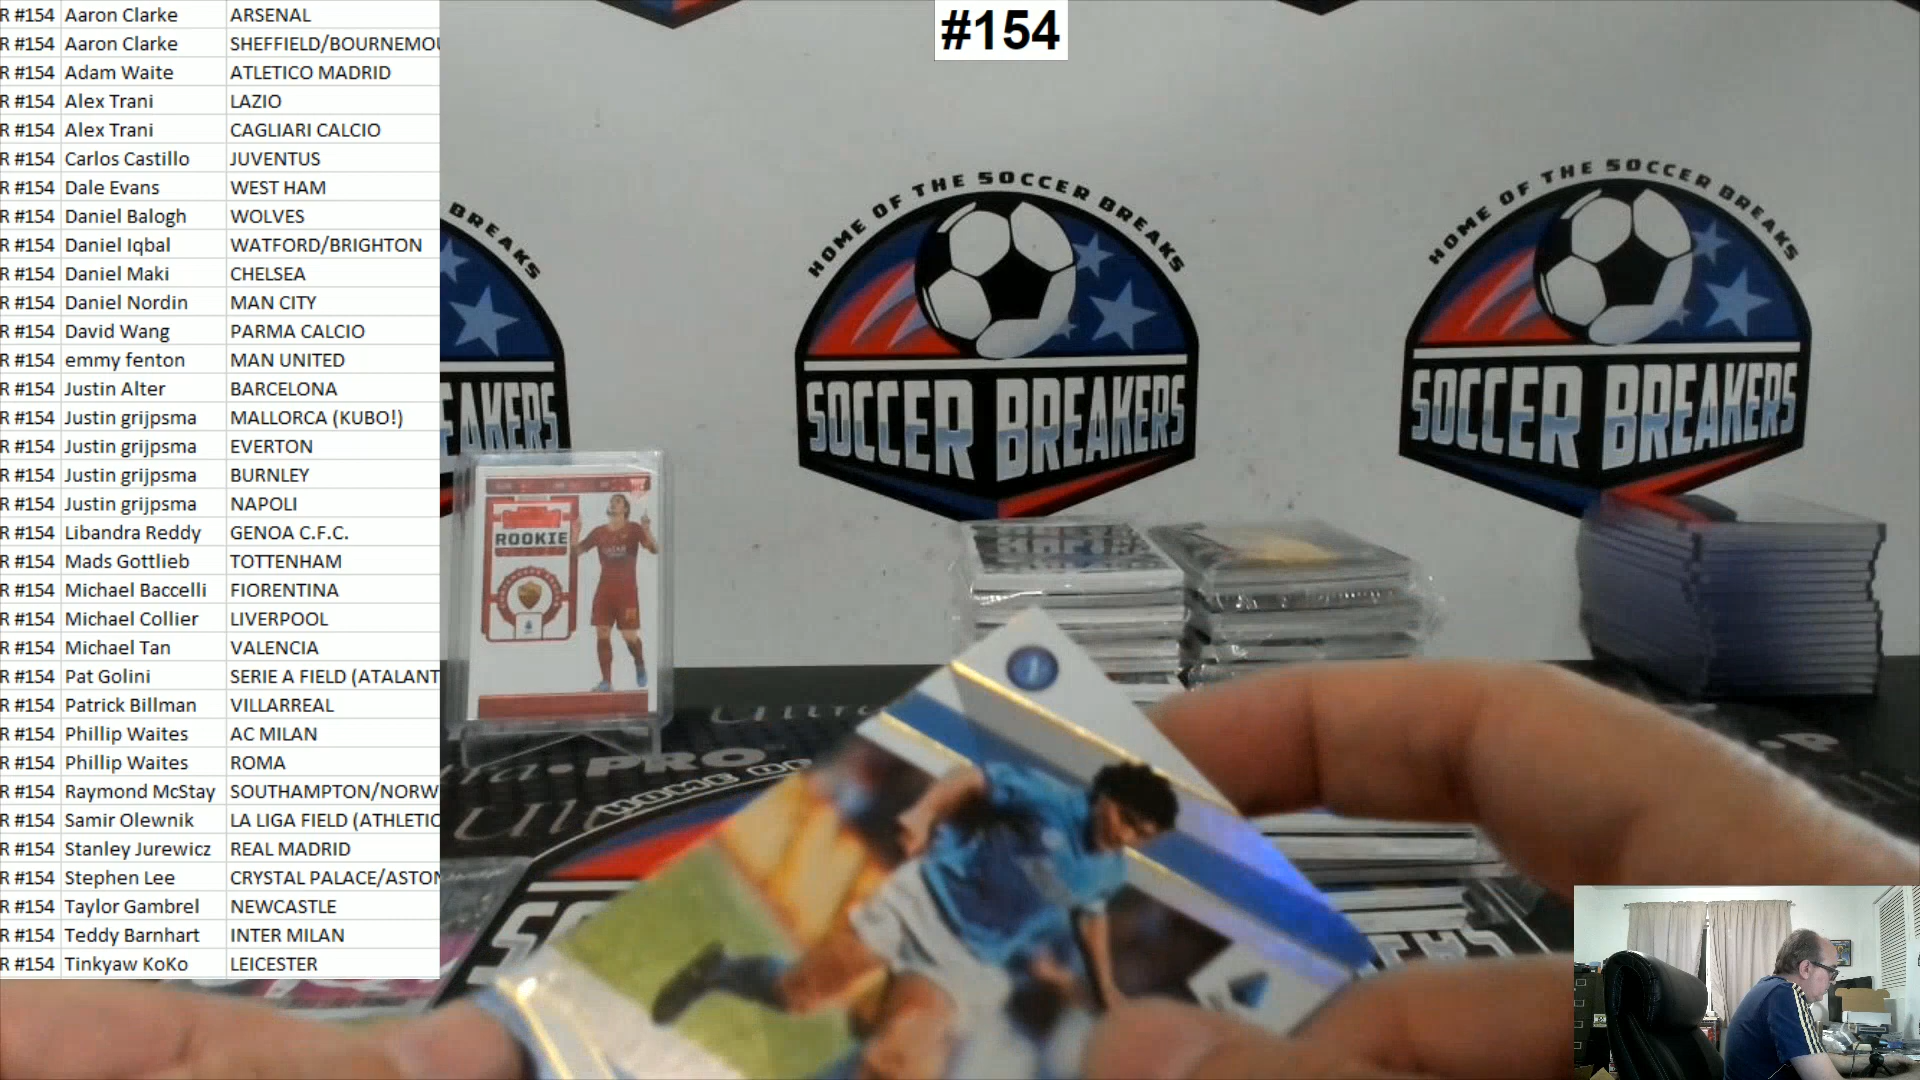 #154
R #154 Aaron Clarke ARSENAL
R #154 Aaron Clarke SHEFFIELD/BOURNEMOU
R #154 Adam Waite ATLETICO MADRID
R #154 Alex Trani LAZIO
R #154 Alex Trani CAGLIARI CALCIO
R #154 Carlos Castillo JUVENTUS
R #154 Dale Evans WEST HAM
R #154 Daniel Balogh WOLVES
R #154 Daniel Iqbal WATFORD/BRIGHTON
R #154 Daniel Maki CHELSEA
R #154 Daniel Nordin MAN CITY
R #154 David Wang PARMA CALCIO
R #154 emmy fenton MAN UNITED
R #154 Justin Alter BARCELONA
R #154 Justin grijpsma MALLORCA (KUBO!)
R #154 Justin grijpsma EVERTON
R #154 Justin grijpsma BURNLEY
R #154 Justin grijpsma NAPOLI
R #154 Libandra Reddy GENOA C.F.C.
R #154 Mads Gottlieb TOTTENHAM
R #154 Michael Baccelli FIORENTINA
R #154 Michael Collier LIVERPOOL
R #154 Michael Tan VALENCIA
R #154 Pat Golini SERIE A FIELD (ATALANT
R #154 Patrick Billman VILLARREAL
R #154 Phillip Waites AC MILAN
R #154 Phillip Waites ROMA
R #154 Raymond McStay SOUTHAMPTON/NORW
R #154 Samir Olewnik LA LIGA FIELD (ATHLETIC
R #154 Stanley Jurewicz REAL MADRID
R #154 Stephen Lee CRYSTAL PALACE/ASTON
R #154 Taylor Gambrel NEWCASTLE
R #154 Teddy Barnhart INTER MILAN
R #154 Tinkyaw KoKo LEICESTER
BREAKS
EAKERS
HOME OF THE SOCCER BREAKS
SOCCER BREAKERS
HOME OF THE SOCCER BREAKS
SOCCER BREAKERS
ROOKIE
PRO
HOME OF